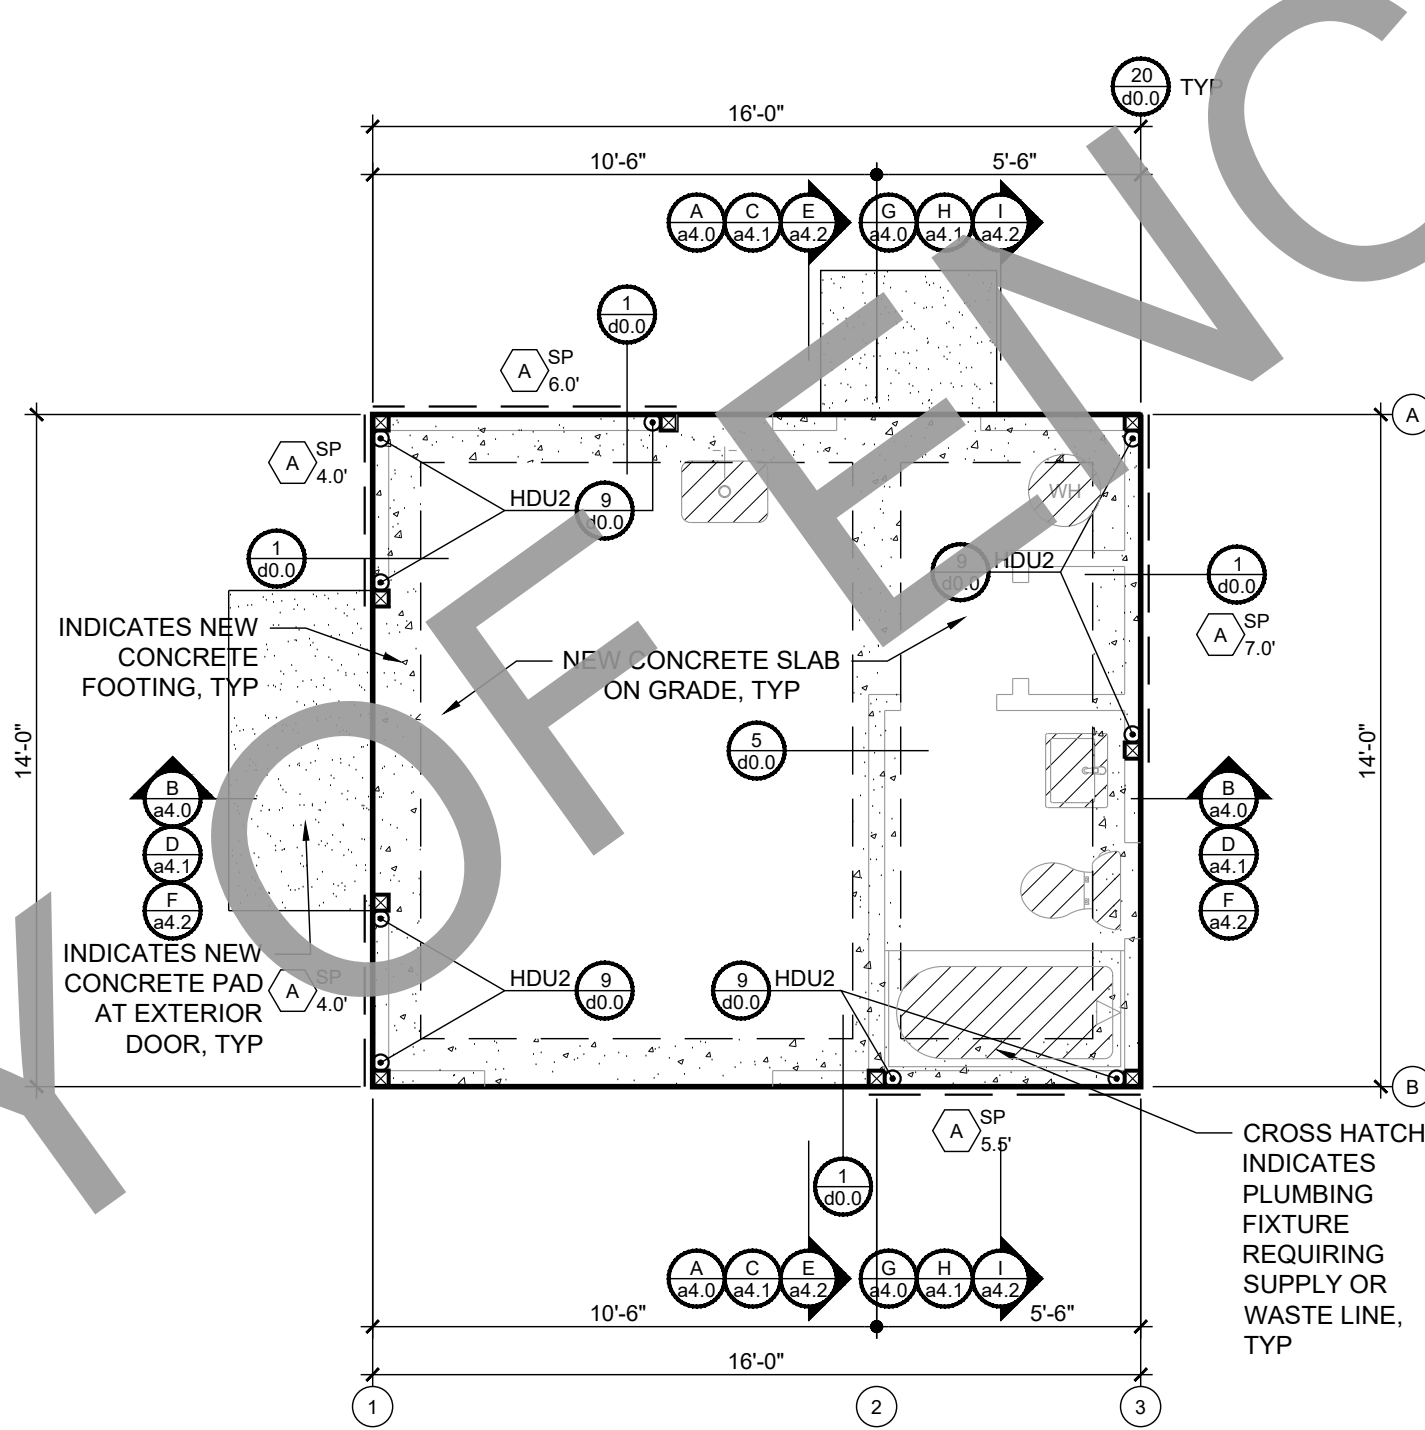 20
d0.0
TYP
16'-0"
10'-6"
5'-6"
A
a4.0
C
a4.1
E
a4.2
G
a4.0
H
a4.1
I
a4.2
1
d0.0
A
SP
6.0'
A
A
SP
4.0'
HDU2
9
d0.0
WH
1
d0.0
9
d0.0
HDU2
1
d0.0
A
SP
7.0'
INDICATES NEW
CONCRETE
FOOTING, TYP
NEW CONCRETE SLAB
ON GRADE, TYP
14'-0"
5
d0.0
14'-0"
B
a4.0
D
a4.1
F
a4.2
B
a4.0
D
a4.1
F
a4.2
INDICATES NEW
CONCRETE PAD
AT EXTERIOR
DOOR, TYP
A
SP
4.0'
HDU2
9
d0.0
9
d0.0
HDU2
B
A
SP
5.5'
CROSS HATCH
INDICATES
PLUMBING
FIXTURE
REQUIRING
SUPPLY OR
WASTE LINE,
TYP
1
d0.0
A
a4.0
C
a4.1
E
a4.2
G
a4.0
H
a4.1
I
a4.2
10'-6"
5'-6"
16'-0"
1
2
3
Y OF ENC